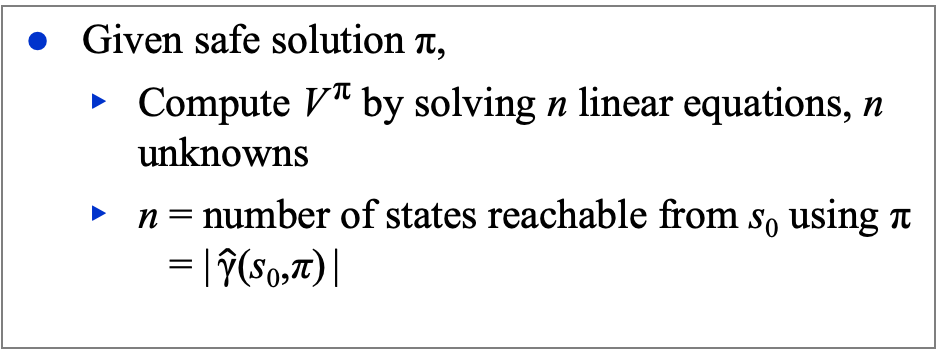 ● Given safe solution π,
▸ Compute V^π by solving n linear equations, n
unknowns
▸ n = number of states reachable from s₀ using π
= | γ̂(s₀,π) |